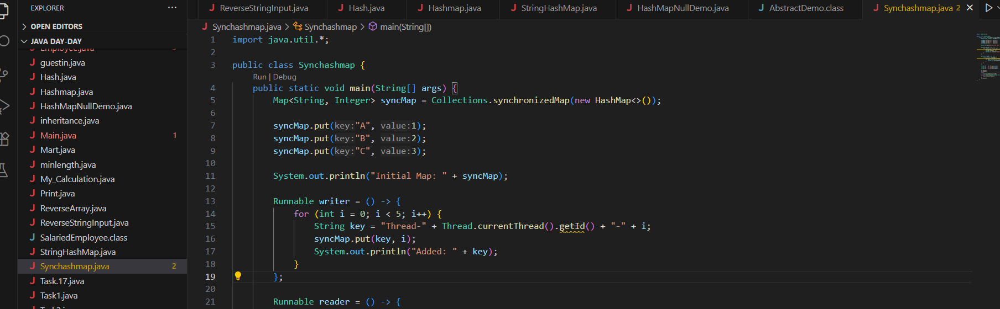 EXPLORER ···
ReverseStringInput.java Hash.java Hashmap.java StringHashMap.java HashMapNullDemo.java AbstractDemo.class Synchashmap.java 2
OPEN EDITORS
JAVA DAY-DAY
Employee.java
guestin.java
Hash.java
Hashmap.java
HashMapNullDemo.java
inheritance.java
Main.java 1
Mart.java
minlength.java
My_Calculation.java
Print.java
ReverseArray.java
ReverseStringInput.java
SalariedEmployee.class
StringHashMap.java
Synchashmap.java 2
Task.17.java
Task1.java
Synchashmap.java > Synchashmap > main(String[])
1 import java.util.*;
2
3 public class Synchashmap {
Run | Debug
4 public static void main(String[] args) {
5 Map<String, Integer> syncMap = Collections.synchronizedMap(new HashMap<>());
6
7 syncMap.put(key:"A", value:1);
8 syncMap.put(key:"B", value:2);
9 syncMap.put(key:"C", value:3);
10
11 System.out.println("Initial Map: " + syncMap);
12
13 Runnable writer = () -> {
14 for (int i = 0; i < 5; i++) {
15 String key = "Thread-" + Thread.currentThread().getId() + "-" + i;
16 syncMap.put(key, i);
17 System.out.println("Added: " + key);
18 }
19 };
20
21 Runnable reader = () -> {